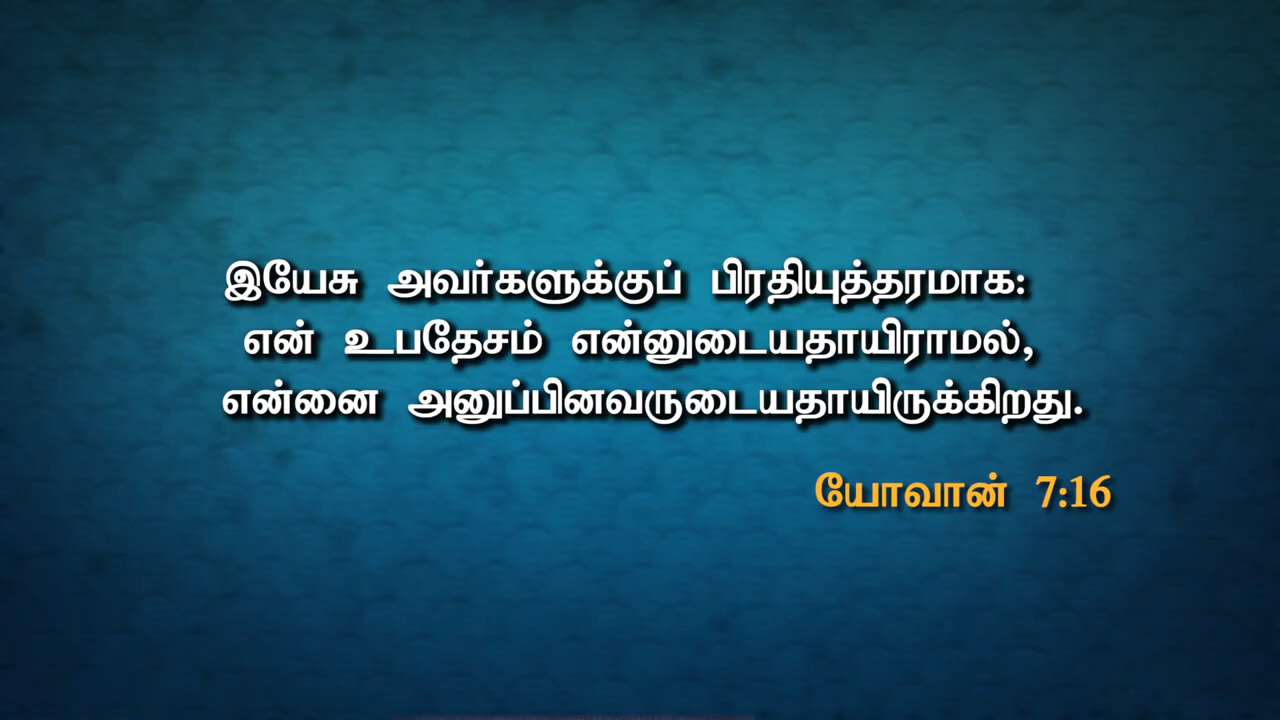 இயேசு அவர்களுக்குப் பிரதியுத்தரமாக:
என் உபதேசம் என்னுடையதாயிராமல்,
என்னை அனுப்பினவருடையதாயிருக்கிறது.
யோவான் 7:16